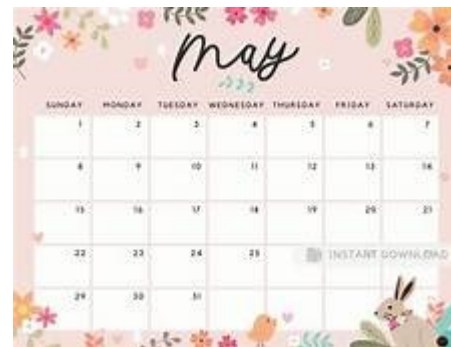 May
2022
SUNDAY MONDAY TUESDAY WEDNESDAY THURSDAY FRIDAY SATURDAY
1 2 3 4 5 6 7
8 9 10 11 12 13 14
15 16 17 18 19 20 21
22 23 24 25
INSTANT DOWNLOAD
29 30 31